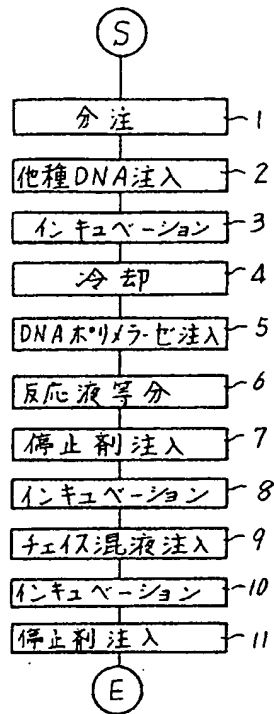 S
分注 1
他種DNA注入 2
インキュベーション 3
冷却 4
DNAポリメラーゼ注入 5
反応液等分 6
停止剤注入 7
インキュベーション 8
チェイス混液注入 9
インキュベーション 10
停止剤注入 11
E